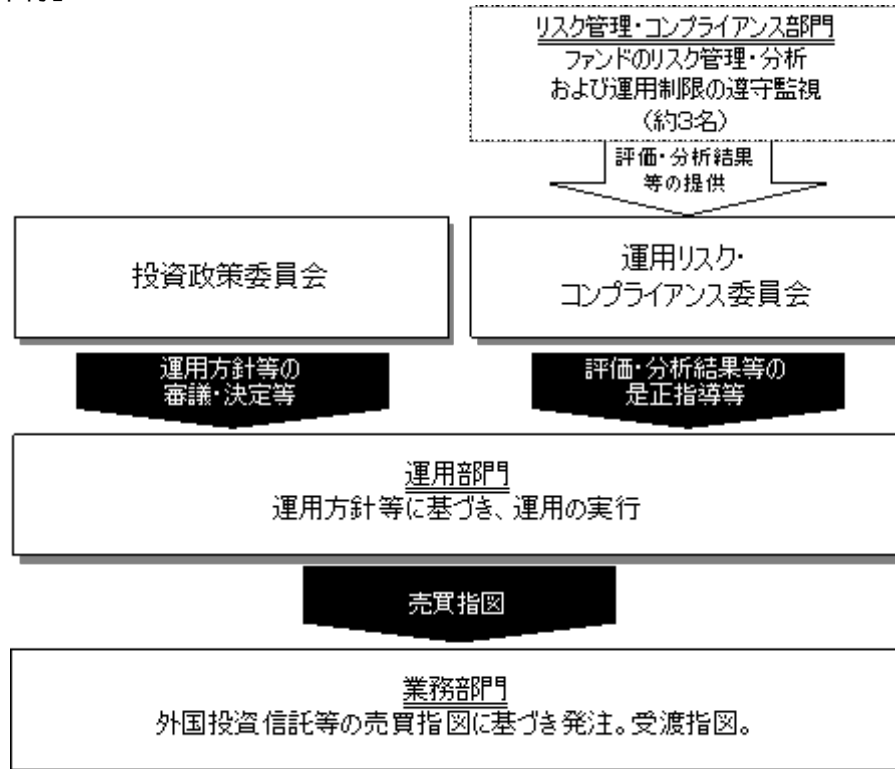 リスク管理・コンプライアンス部門
ファンドのリスク管理・分析
および運用制限の遵守監視
(約3名)
評価・分析結果
等の提供
投資政策委員会
運用リスク・
コンプライアンス委員会
運用方針等の
審議・決定等
評価・分析結果等の
是正指導等
運用部門
運用方針等に基づき、運用の実行
売買指図
業務部門
外国投資信託等の売買指図に基づき発注。受渡指図。